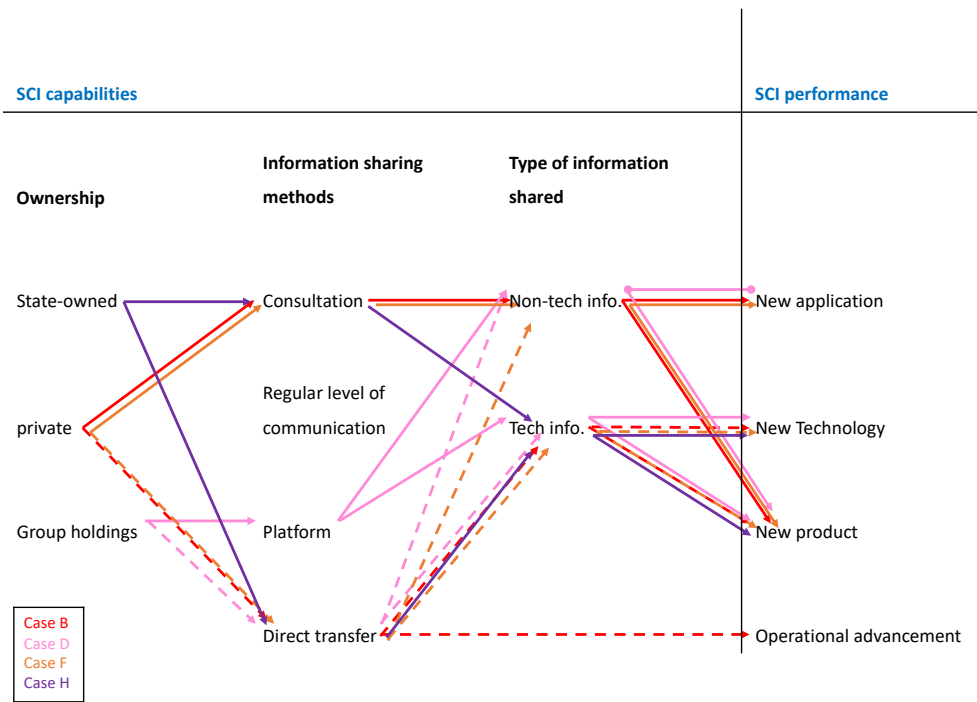 SCI capabilities
SCI performance
Information sharing
methods
Type of information
shared
Ownership
State-owned
Consultation
Non-tech info.
New application
Regular level of
communication
private
Tech info.
New Technology
Group holdings
Platform
New product
Direct transfer
Operational advancement
Case B
Case D
Case F
Case H